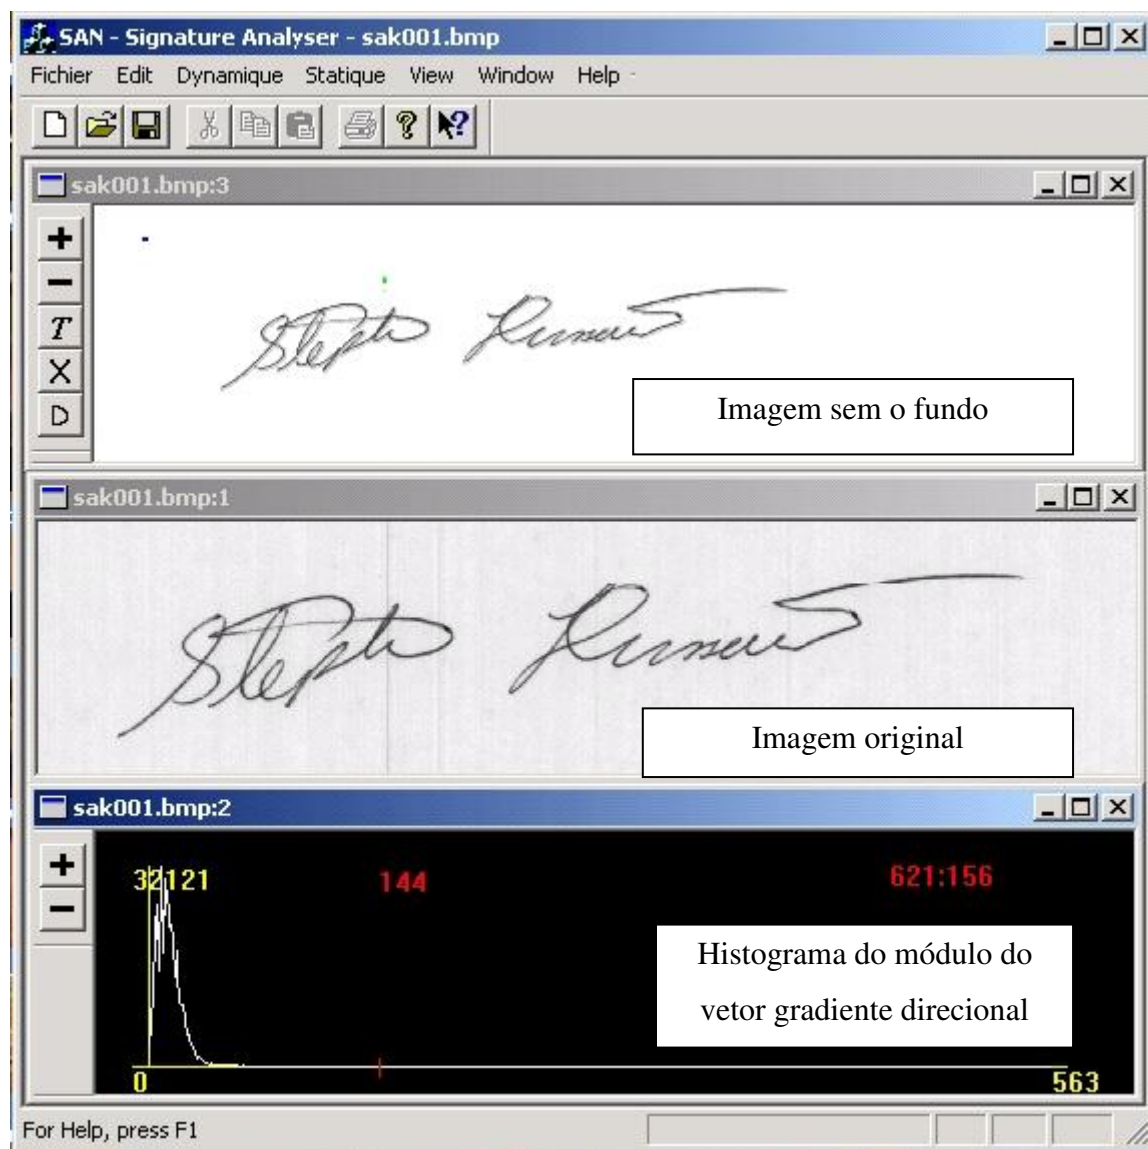 SAN - Signature Analyser - sak001.bmp
Fichier Edit Dynamique Statique View Window Help
sak001.bmp:3
T
X
D
Imagem sem o fundo
sak001.bmp:1
Imagem original
sak001.bmp:2
32121 144 621:156
Histograma do módulo do
vetor gradiente direcional
0 563
For Help, press F1